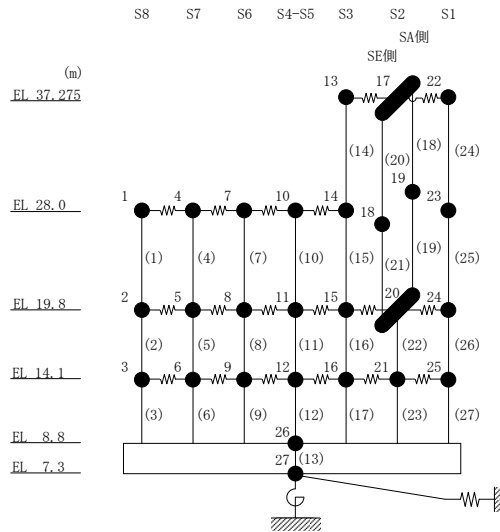 S8 S7 S6 S4-S5 S3 S2 S1
SA側
SE側
(m)
13 17 22
EL 37.275
(14) (20) (18) (24)
19
1 4 7 10 14 23
EL 28.0
18
(1) (4) (7) (10) (15) (21) (19) (25)
2 5 8 11 15 20 24
EL 19.8
(2) (5) (8) (11) (16) (22) (26)
3 6 9 12 16 21 25
EL 14.1
(3) (6) (9) (12) (17) (23) (27)
26
EL 8.8
27 (13)
EL 7.3